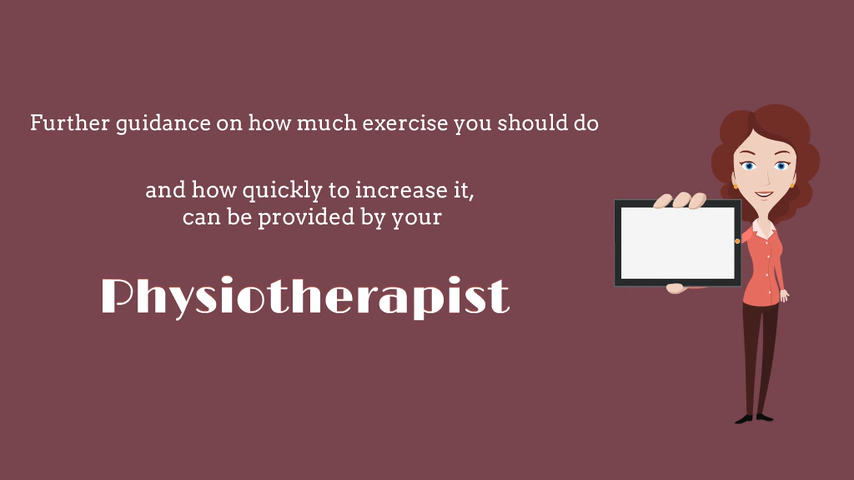 Further guidance on how much exercise you should do
and how quickly to increase it,
can be provided by your
Physiotherapist